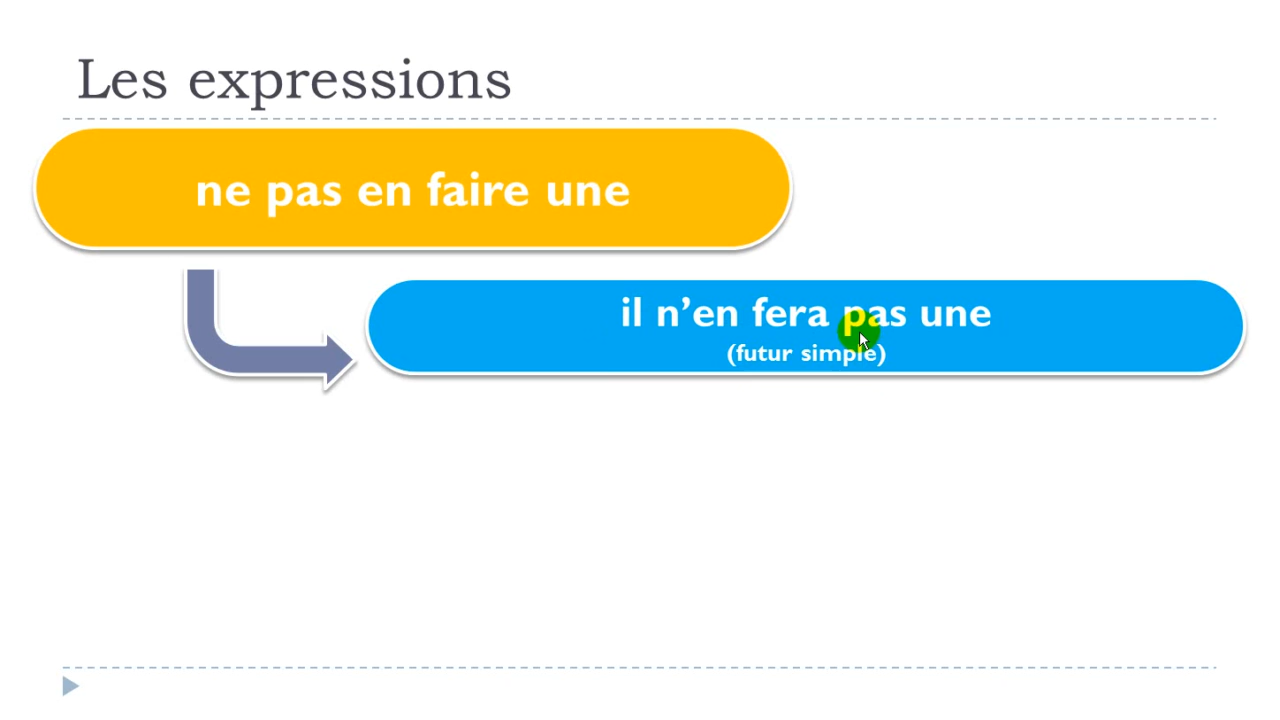 Les expressions
ne pas en faire une
il n’en fera pas une
(futur simple)